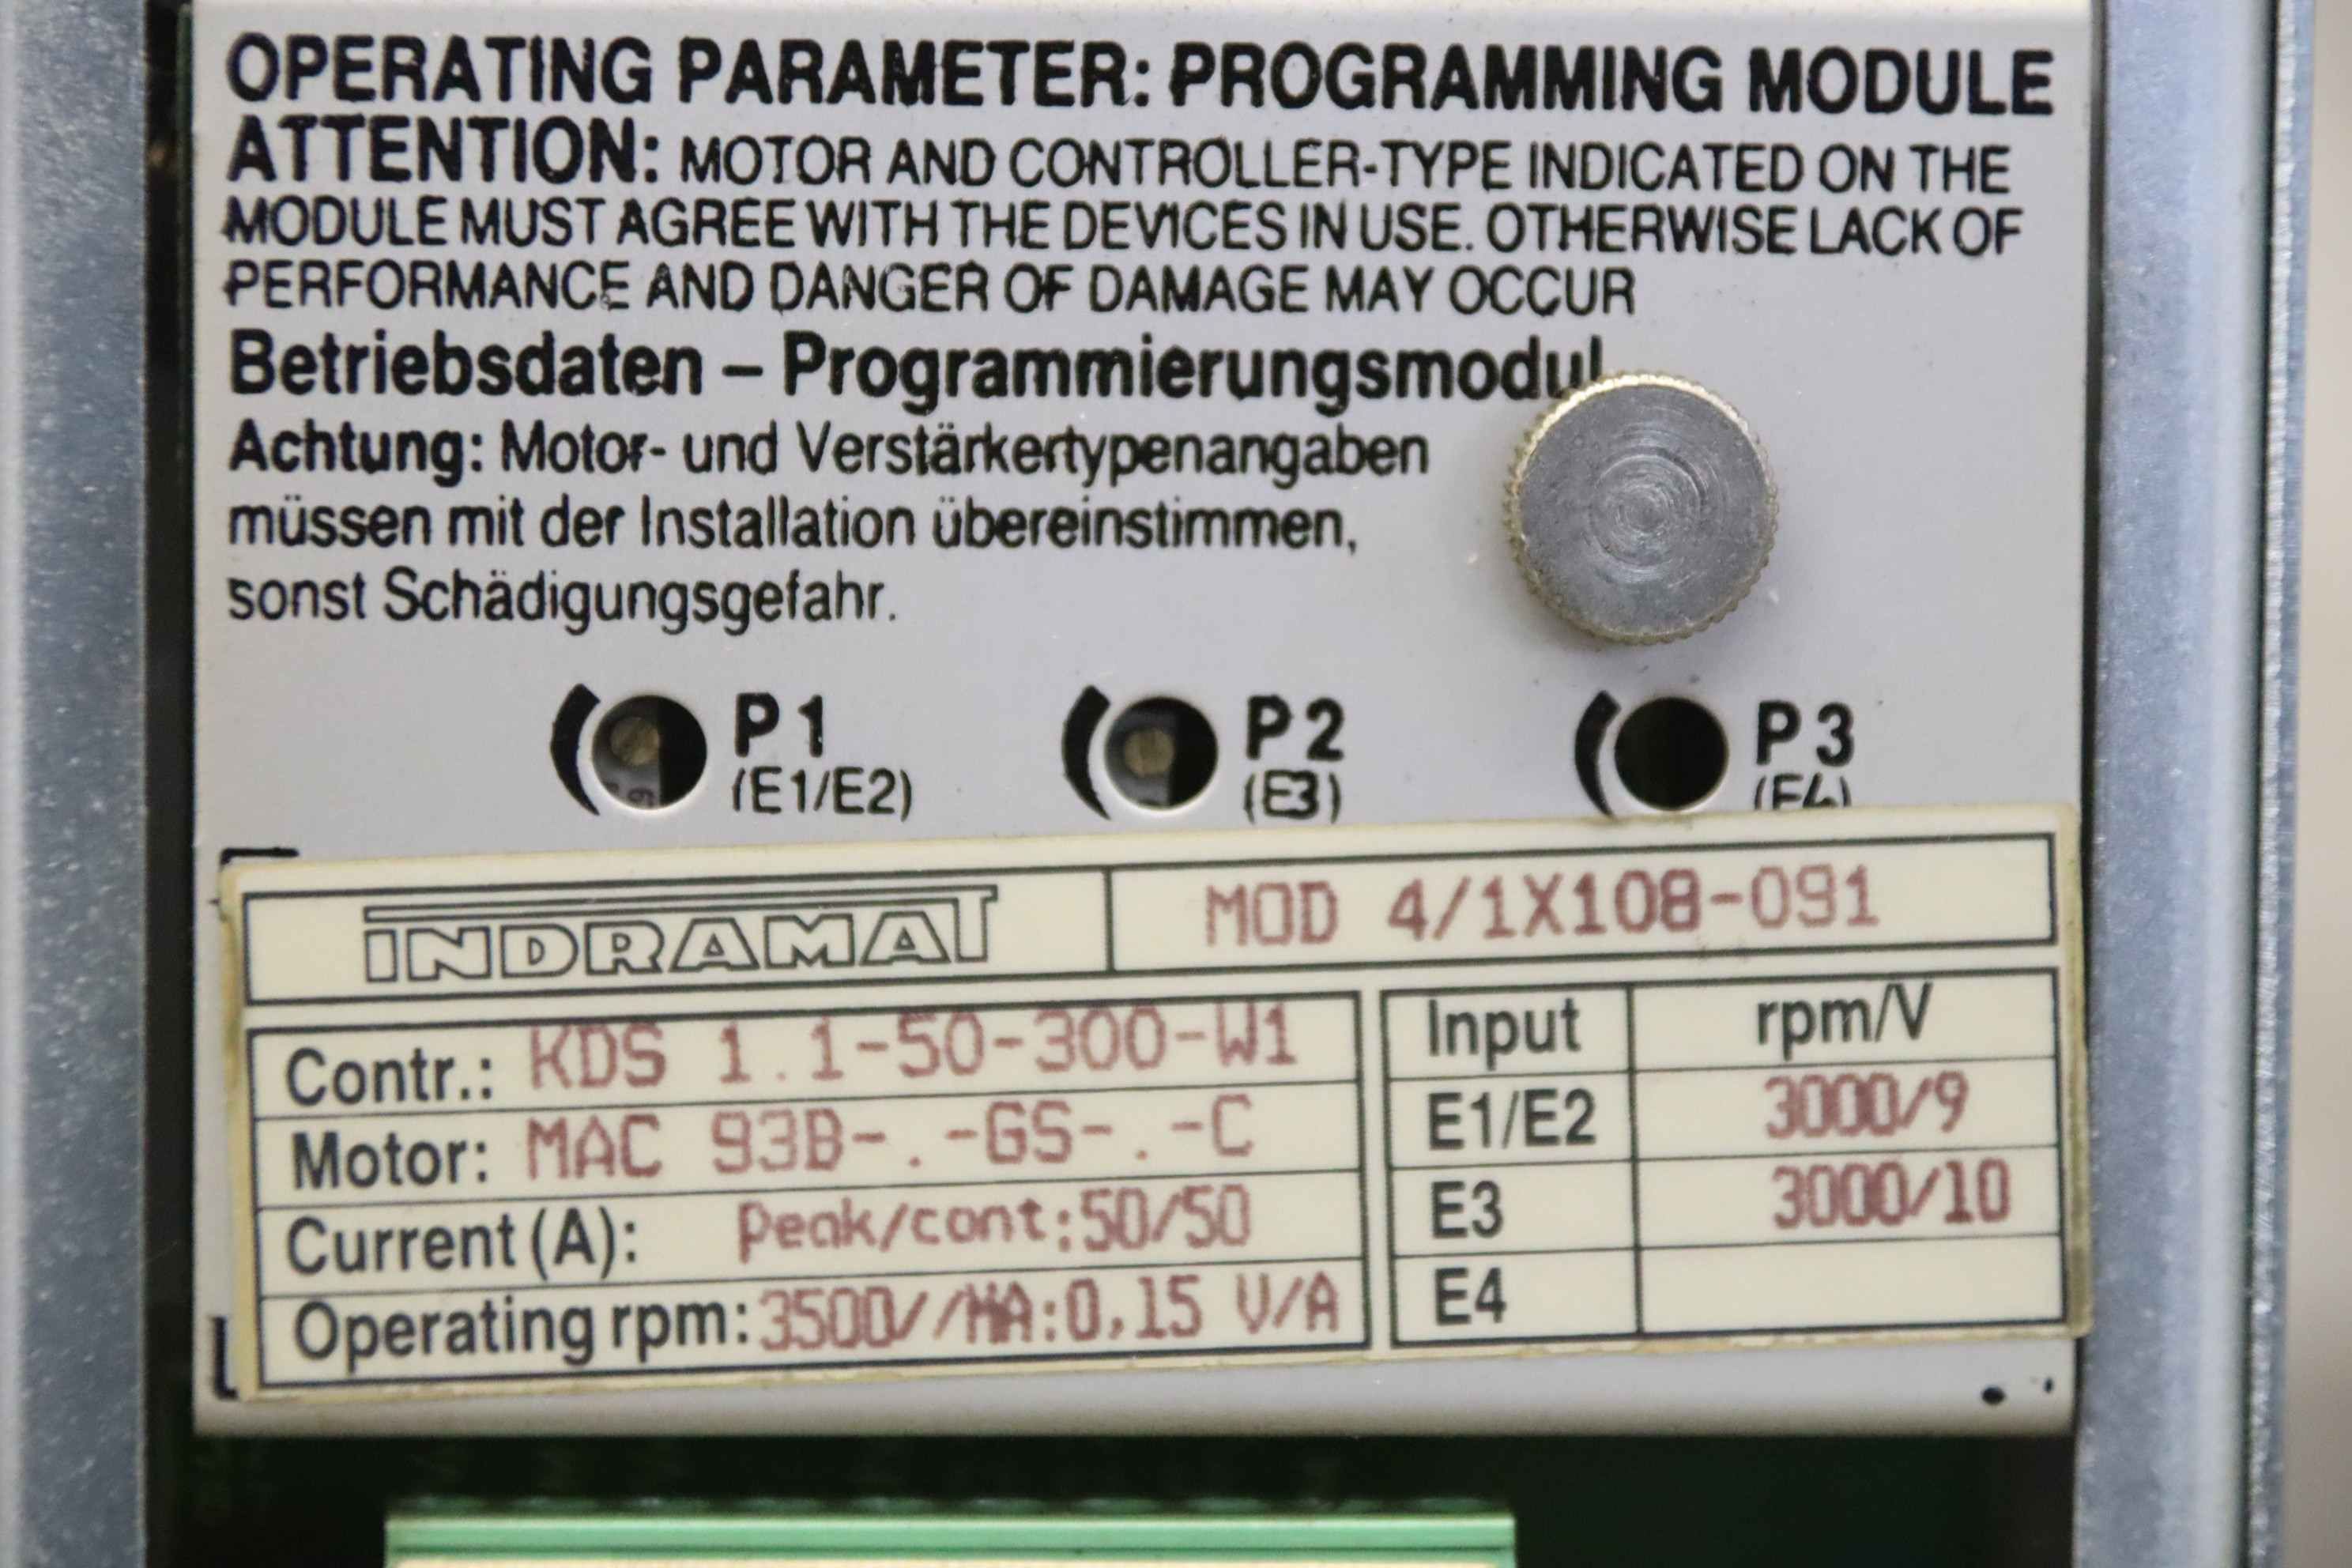 OPERATING PARAMETER: PROGRAMMING MODULE
ATTENTION: MOTOR AND CONTROLLER-TYPE INDICATED ON THE
MODULE MUST AGREE WITH THE DEVICES IN USE. OTHERWISE LACK OF
PERFORMANCE AND DANGER OF DAMAGE MAY OCCUR
Betriebsdaten – Programmierungsmodul
Achtung: Motor- und Verstärkertypenangaben
müssen mit der Installation übereinstimmen,
sonst Schädigungsgefahr.
P1 P2 P3
(E1/E2) (E3) (E4)
INDRAMAT MOD 4/1X108-091
Contr.: KDS 1.1-50-300-W1
Motor: MAC 93B-.-GS-.-C
Current (A): Peak/cont:50/50
Operating rpm: 3500//MA:0,15 V/A
Input rpm/V
E1/E2 3000/9
E3 3000/10
E4